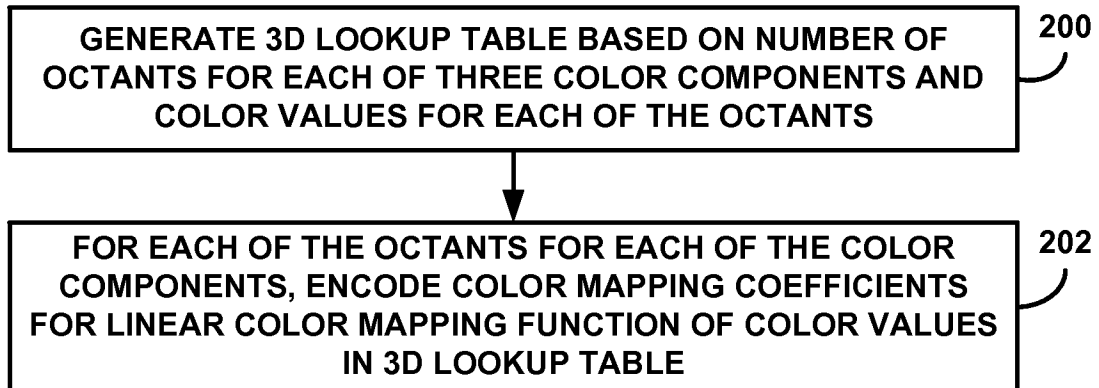 GENERATE 3D LOOKUP TABLE BASED ON NUMBER OF
OCTANTS FOR EACH OF THREE COLOR COMPONENTS AND
COLOR VALUES FOR EACH OF THE OCTANTS
200
FOR EACH OF THE OCTANTS FOR EACH OF THE COLOR
COMPONENTS, ENCODE COLOR MAPPING COEFFICIENTS
FOR LINEAR COLOR MAPPING FUNCTION OF COLOR VALUES
IN 3D LOOKUP TABLE
202